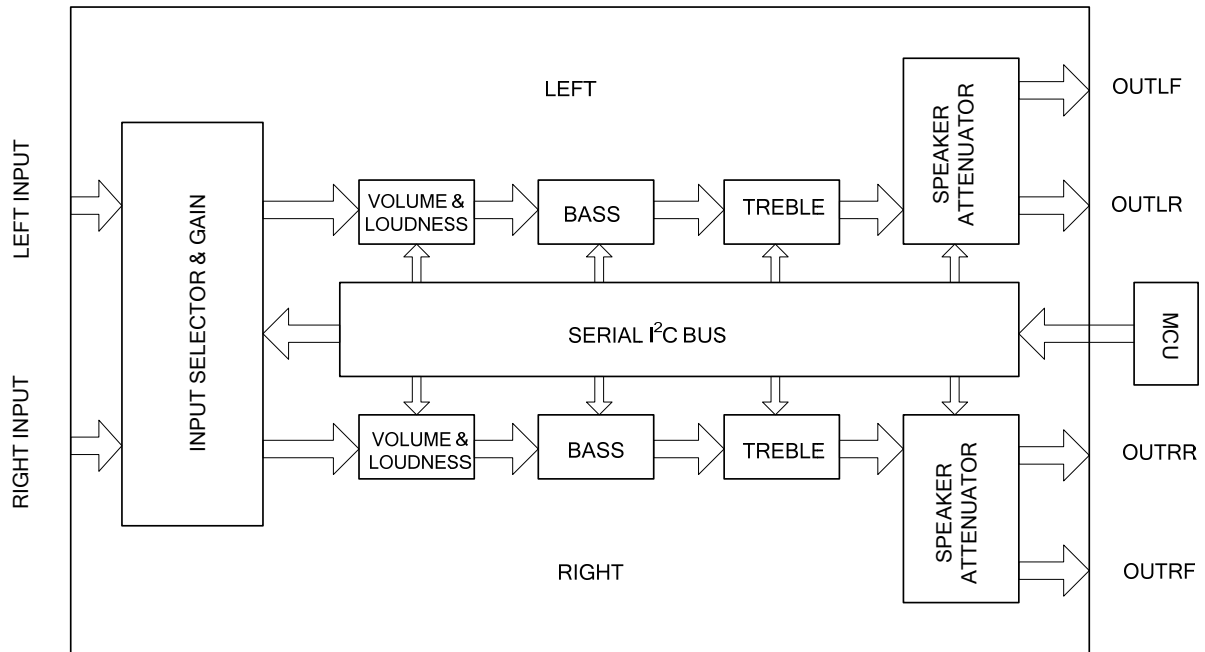 LEFT
OUTLF
SPEAKER
ATTENUATOR
LEFT INPUT
VOLUME &
LOUDNESS
BASS
TREBLE
OUTLR
INPUT SELECTOR & GAIN
SERIAL I²C BUS
MCU
RIGHT INPUT
VOLUME &
LOUDNESS
BASS
TREBLE
SPEAKER
ATTENUATOR
OUTRR
RIGHT
OUTRF